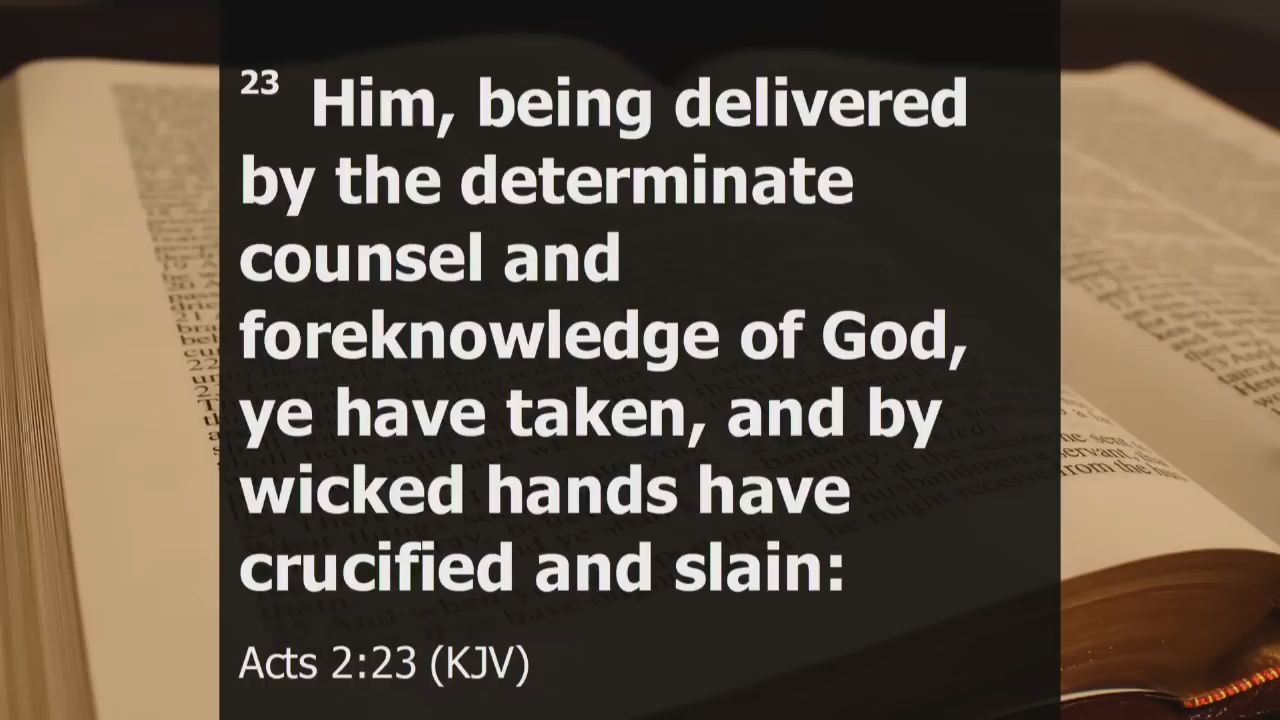 23 Him, being delivered
by the determinate
counsel and
foreknowledge of God,
ye have taken, and by
wicked hands have
crucified and slain:
Acts 2:23 (KJV)